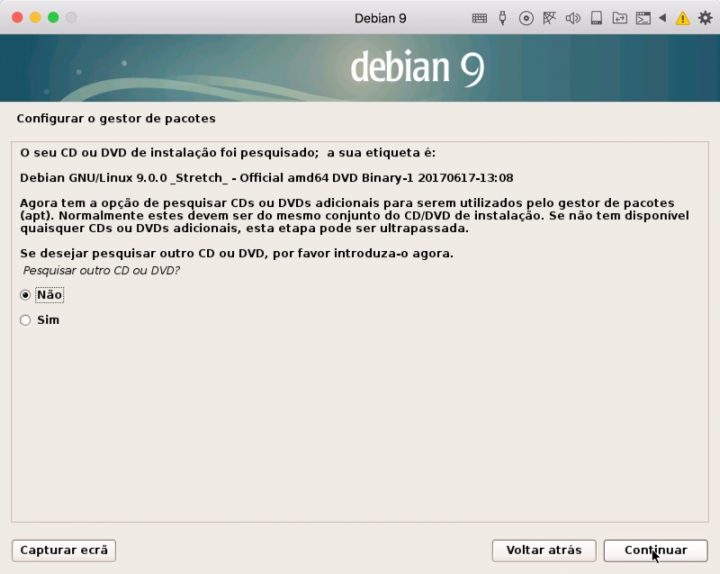 Debian 9
debian 9
Configurar o gestor de pacotes
O seu CD ou DVD de instalação foi pesquisado;  a sua etiqueta é:
Debian GNU/Linux 9.0.0 _Stretch_ - Official amd64 DVD Binary-1 20170617-13:08
Agora tem a opção de pesquisar CDs ou DVDs adicionais para serem utilizados pelo gestor de pacotes
(apt). Normalmente estes devem ser do mesmo conjunto do CD/DVD de instalação. Se não tem disponível
quaisquer CDs ou DVDs adicionais, esta etapa pode ser ultrapassada.
Se desejar pesquisar outro CD ou DVD, por favor introduza-o agora.
Pesquisar outro CD ou DVD?
Não
Sim
Capturar ecrã
Voltar atrás
Continuar